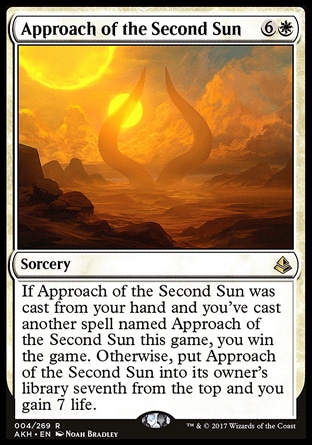 Approach of the Second Sun 6
Sorcery
If Approach of the Second Sun was
cast from your hand and you've cast
another spell named Approach of
the Second Sun this game, you win
the game. Otherwise, put Approach
of the Second Sun into its owner's
library seventh from the top and you
gain 7 life.
004/269 R
AKH • EN Noah Bradley
™ & © 2017 Wizards of the Coast